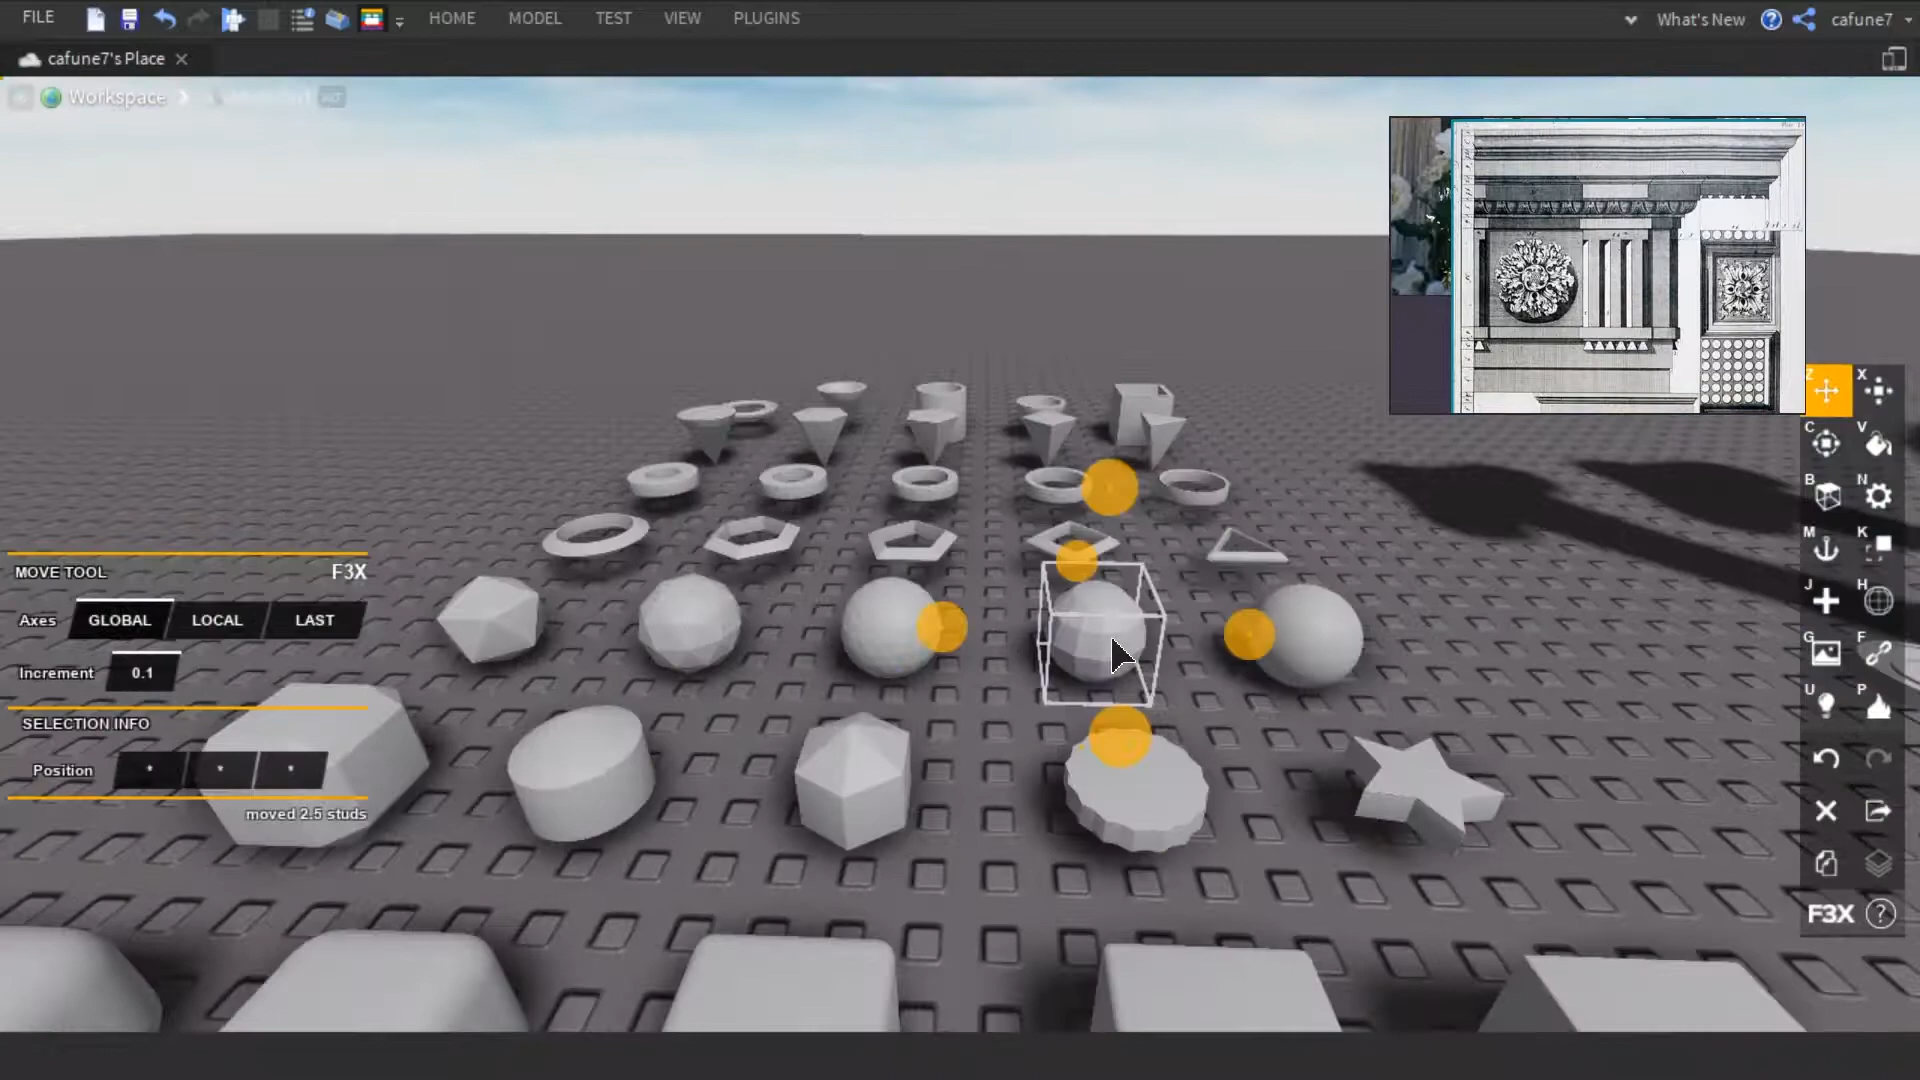 FILE
HOME MODEL TEST VIEW PLUGINS
What's New cafune7
cafune7's Place
Workspace
Z X
C V
B N
M K
J H
G F
U P
F3X
MOVE TOOL F3X
Axes GLOBAL LOCAL LAST
Increment 0.1
SELECTION INFO
Position * * *
moved 2.5 studs